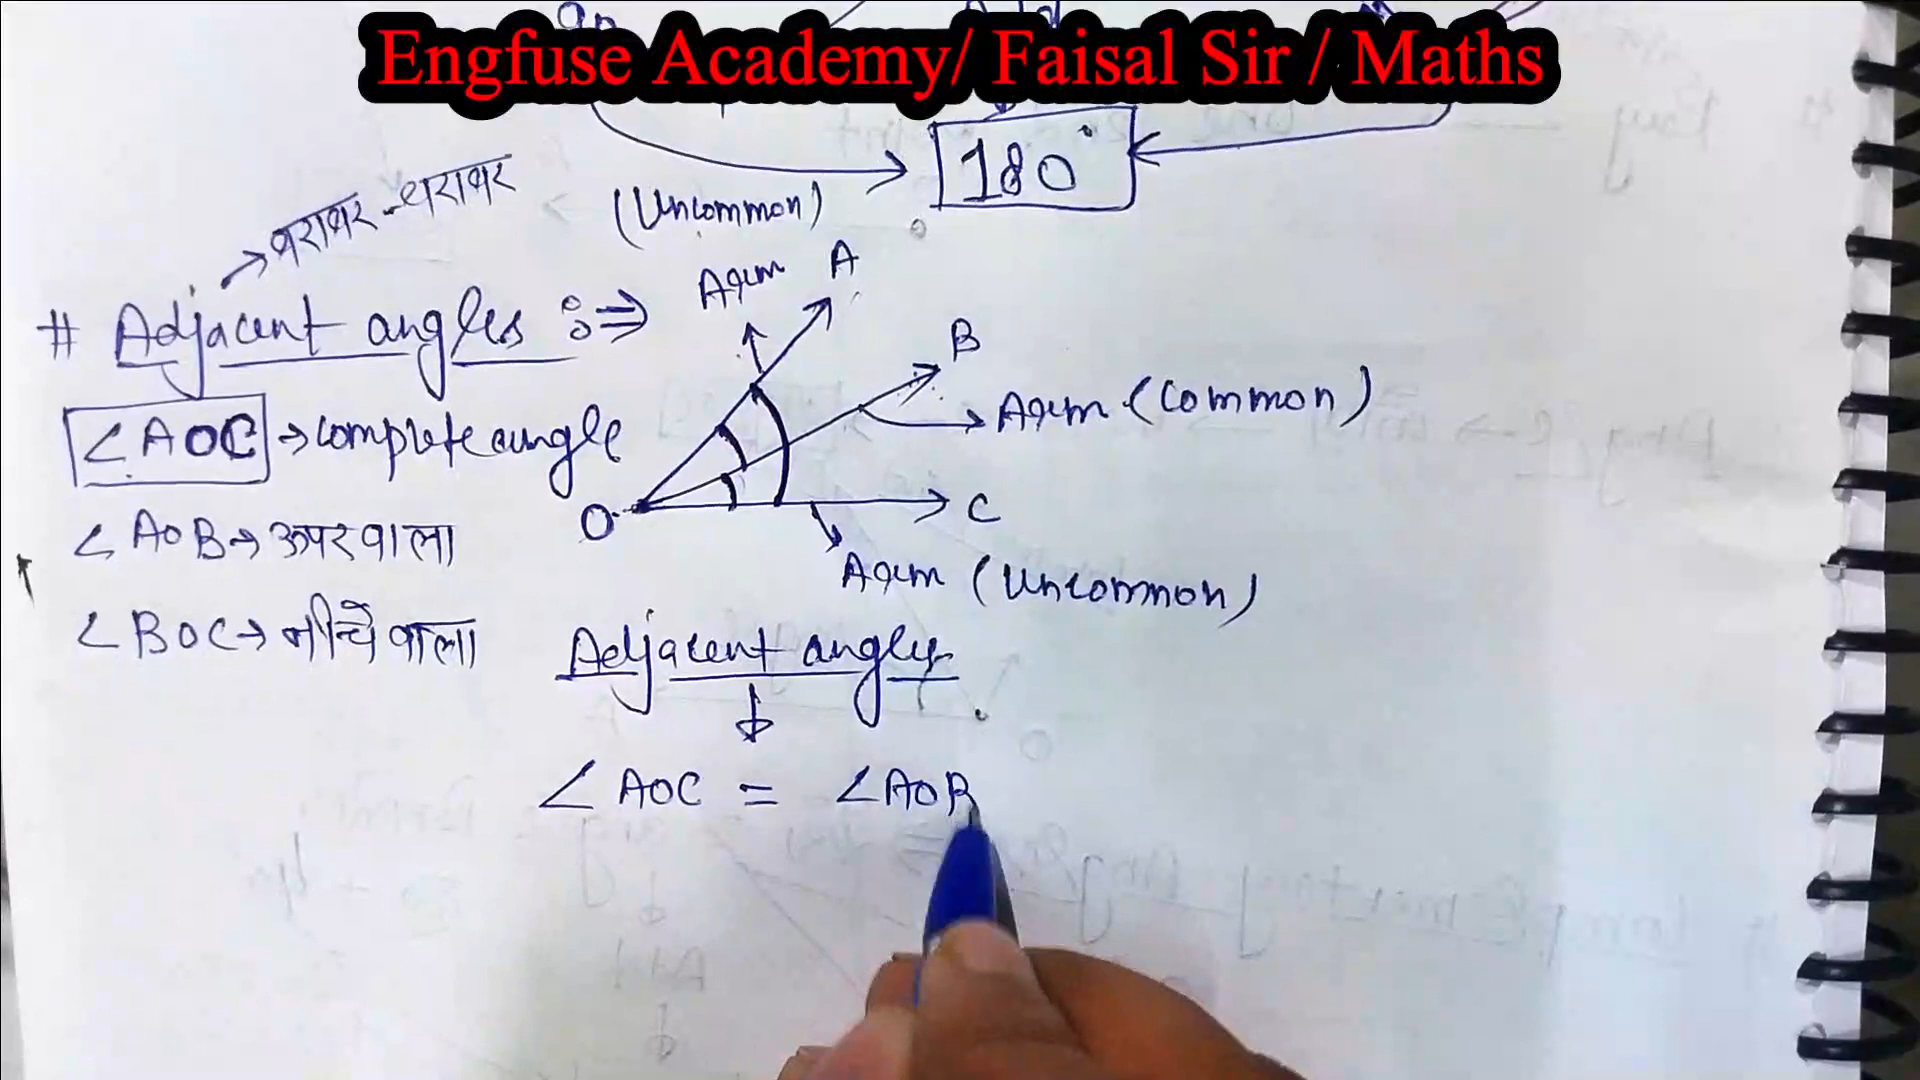 Engfuse Academy/ Faisal Sir / Maths
180°
बराबर-बराबर
(Uncommon)
# Adjacent angles :⇒
Arm A
B
Arm (Common)
∠AOC → complete angle
O
C
∠AOB → ऊपर वाला
Arm (Uncommon)
∠BOC → नीचे वाला
Adjacent angles
∠AOC = ∠AOB